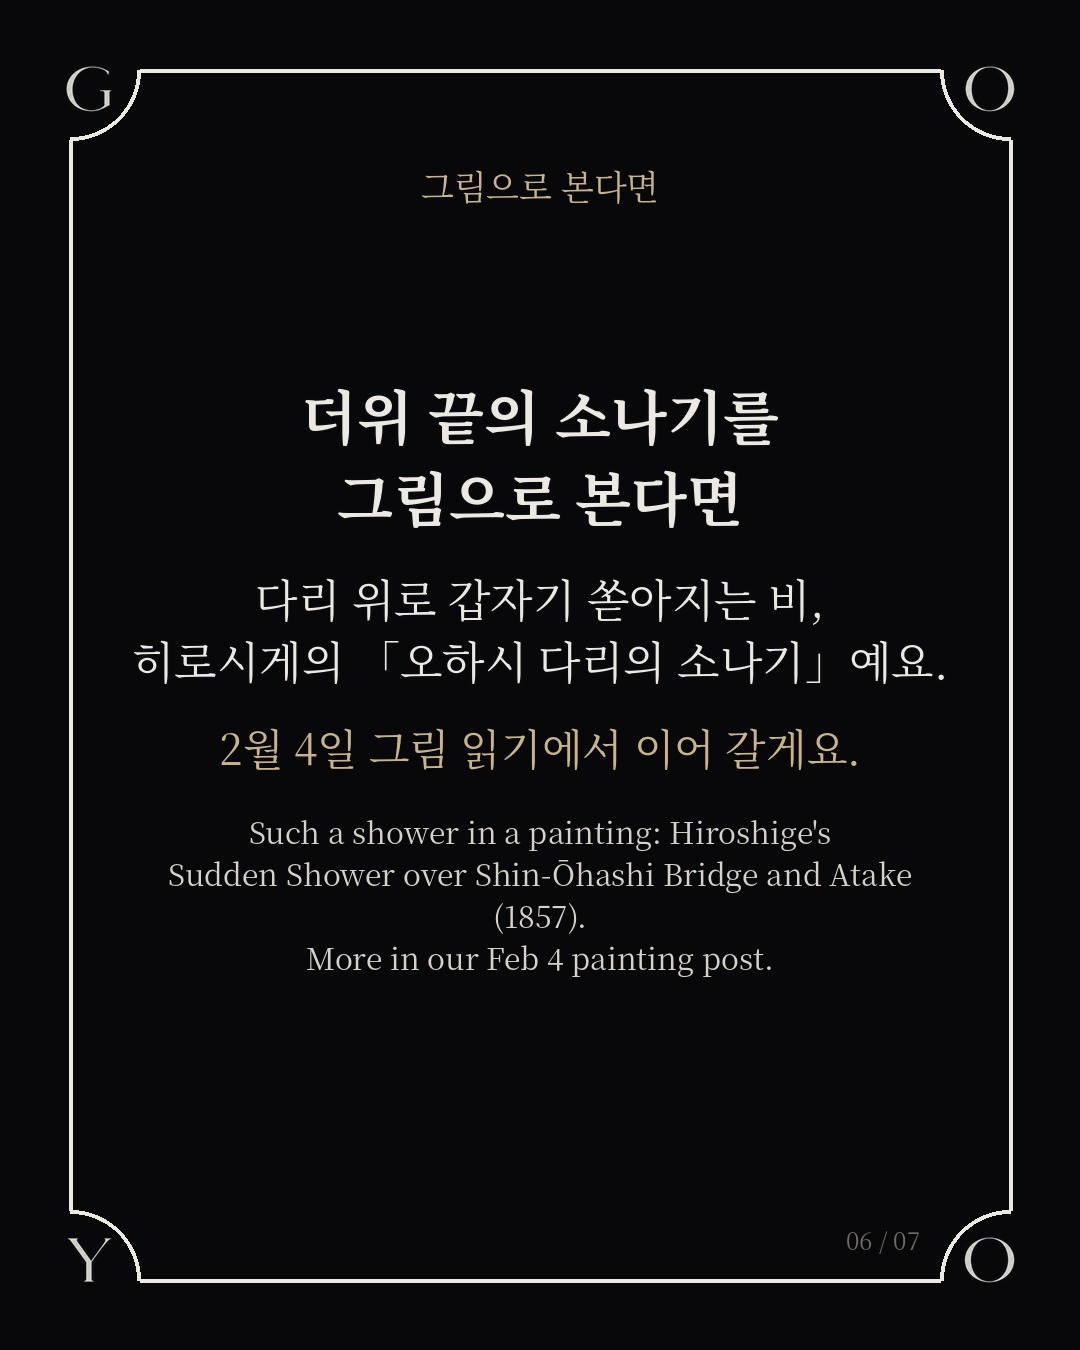 G O
그림으로 본다면
더위 끝의 소나기를
그림으로 본다면
다리 위로 갑자기 쏟아지는 비,
히로시게의 「오하시 다리의 소나기」예요.
2월 4일 그림 읽기에서 이어 갈게요.
Such a shower in a painting: Hiroshige's
Sudden Shower over Shin-Ōhashi Bridge and Atake
(1857).
More in our Feb 4 painting post.
06 / 07
Y O